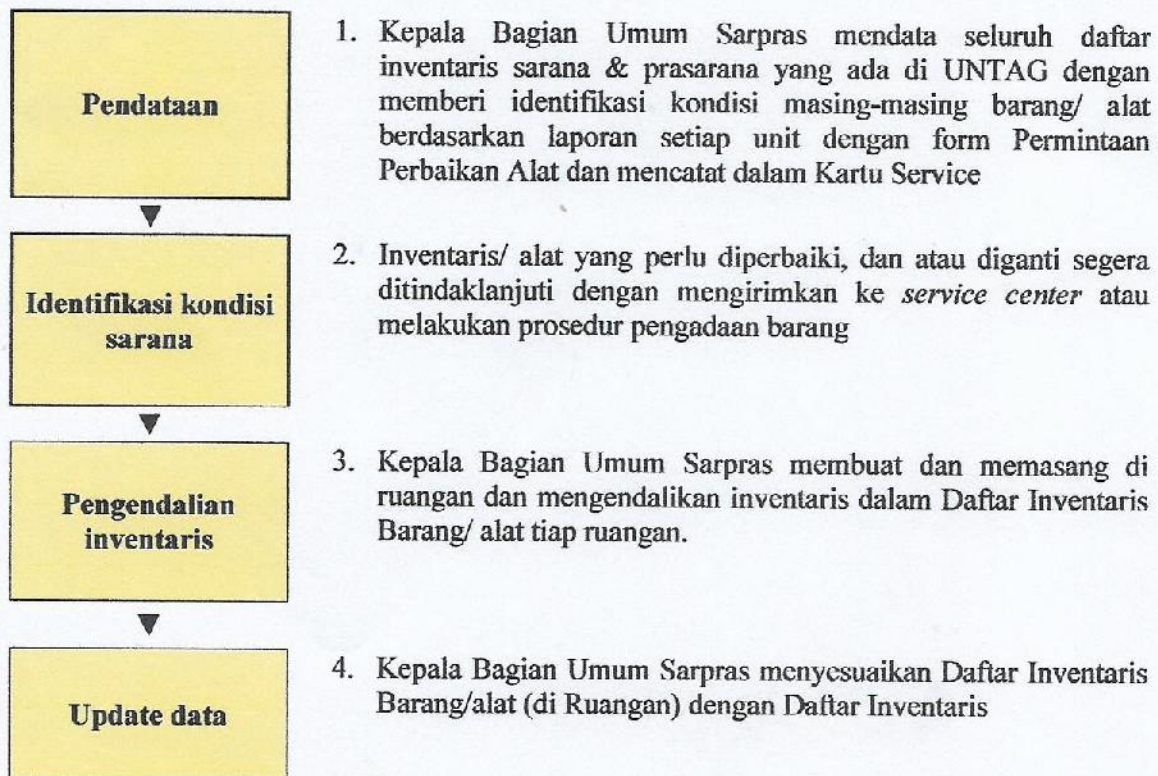 Pendataan
1. Kepala Bagian Umum Sarpras mendata seluruh daftar
inventaris sarana & prasarana yang ada di UNTAG dengan
memberi identifikasi kondisi masing-masing barang/ alat
berdasarkan laporan setiap unit dengan form Permintaan
Perbaikan Alat dan mencatat dalam Kartu Service
Identifikasi kondisi
sarana
2. Inventaris/ alat yang perlu diperbaiki, dan atau diganti segera
ditindaklanjuti dengan mengirimkan ke service center atau
melakukan prosedur pengadaan barang
Pengendalian
inventaris
3. Kepala Bagian Umum Sarpras membuat dan memasang di
ruangan dan mengendalikan inventaris dalam Daftar Inventaris
Barang/ alat tiap ruangan.
Update data
4. Kepala Bagian Umum Sarpras menyesuaikan Daftar Inventaris
Barang/alat (di Ruangan) dengan Daftar Inventaris